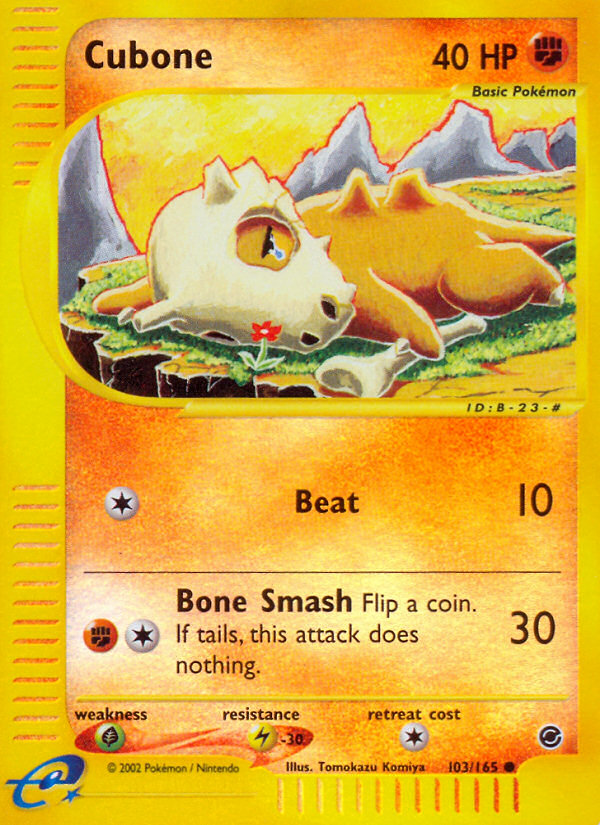 Cubone 40 HP
Basic Pokémon
ID:B-23-#
Beat 10
Bone Smash Flip a coin.
If tails, this attack does 30
nothing.
weakness resistance retreat cost
-30
© 2002 Pokémon / Nintendo Illus. Tomokazu Komiya 103/165
e